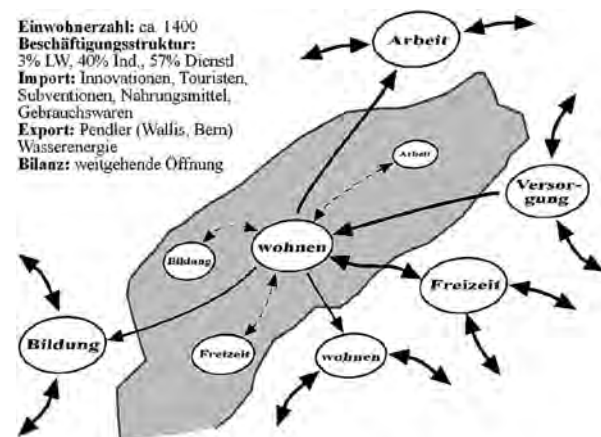 Einwohnerzahl: ca. 1400
Beschäftigungsstruktur:
3% LW, 40% Ind., 57% Dienstl
Import: Innovationen, Touristen,
Subventionen, Nahrungsmittel,
Gebrauchswaren
Export: Pendler (Wallis, Bern)
Wasserenergie
Bilanz: weitgehende Öffnung
Arbeit
Arbeit
Versor-
gung
wohnen
Bildung
Freizeit
Bildung
Freizeit
wohnen